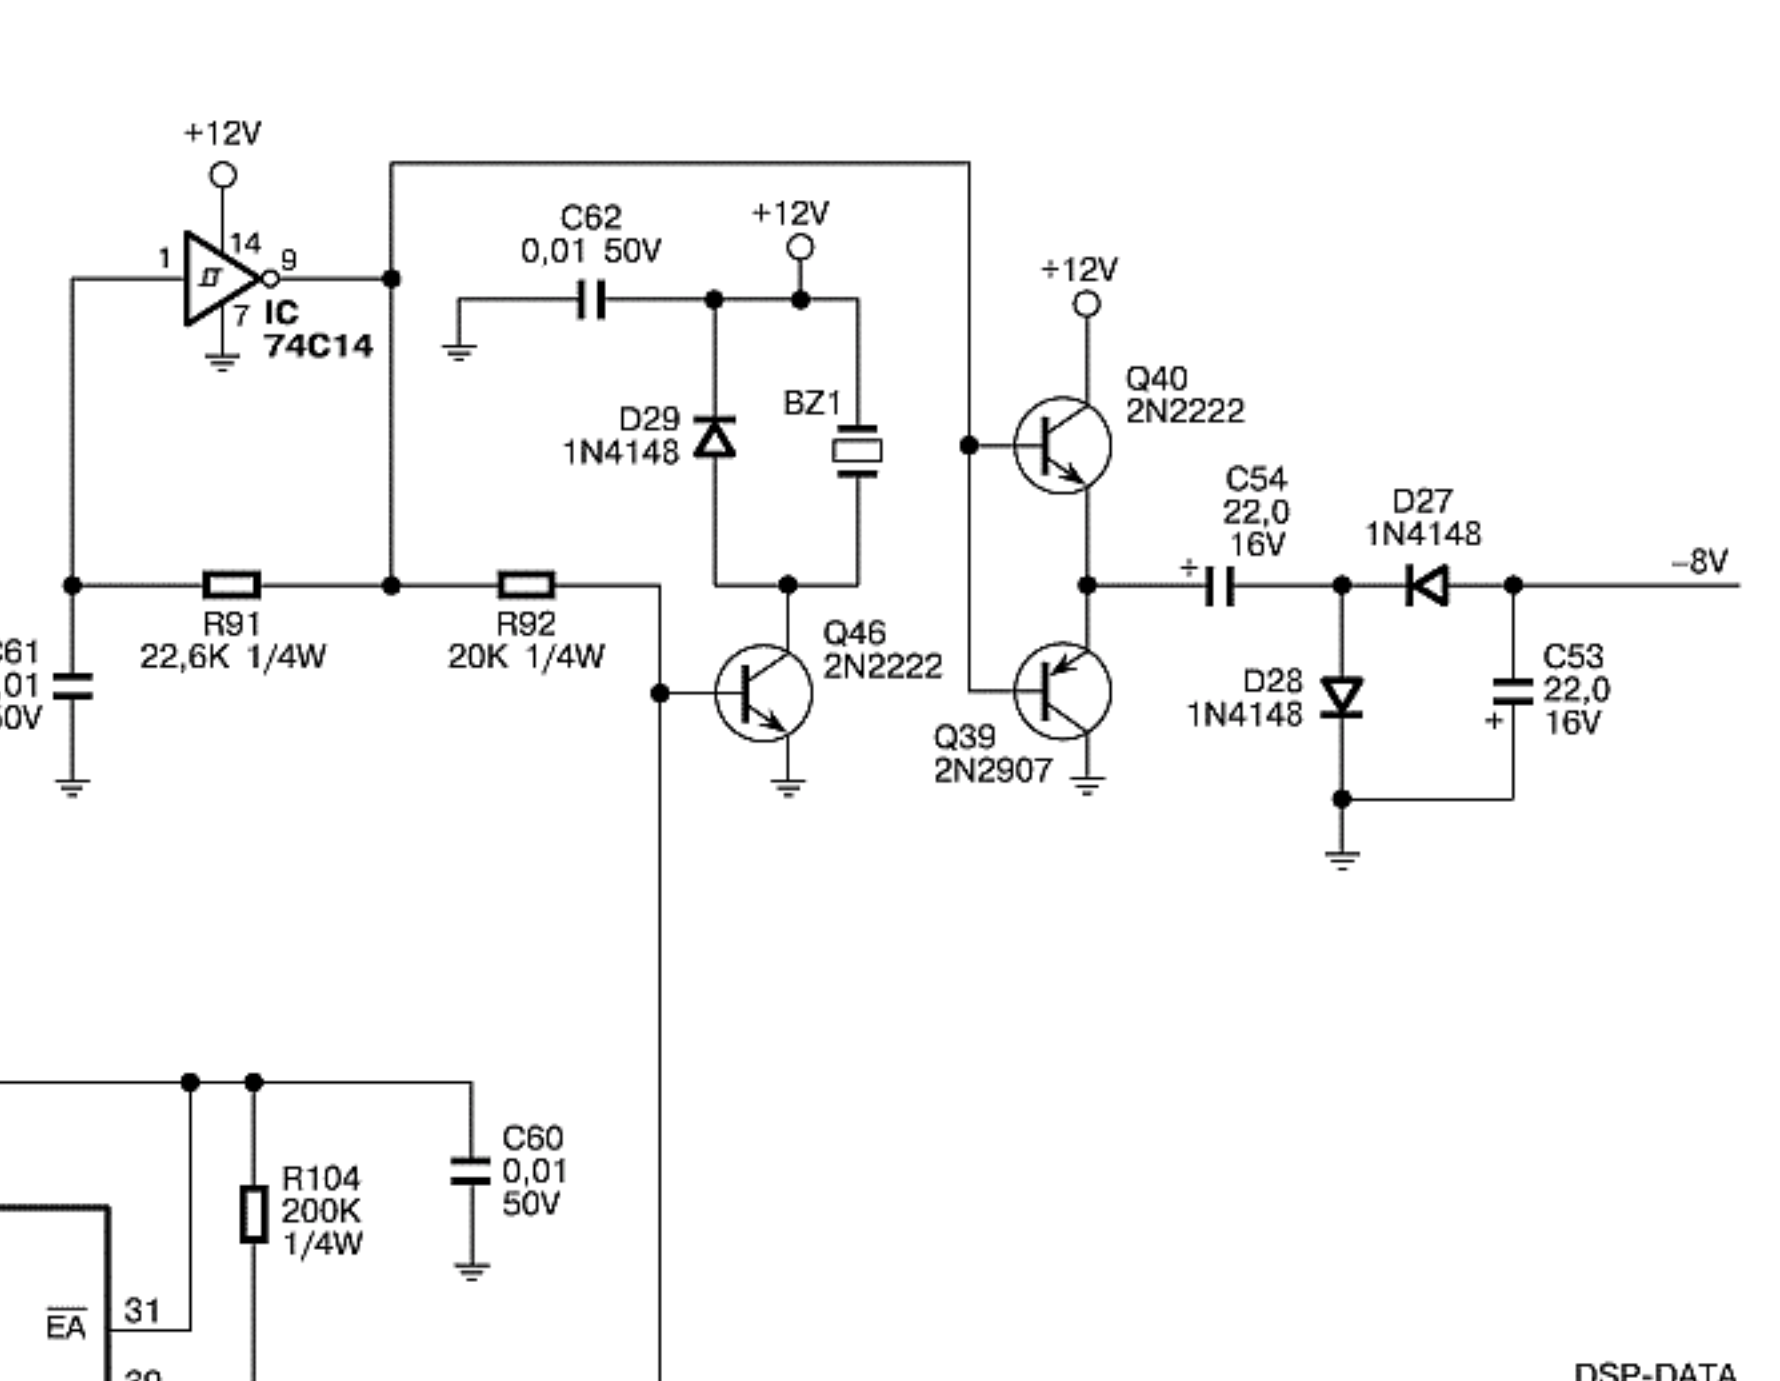 +12V
14
1
9
7
IC
74C14
C62
0,01 50V
+12V
D29
1N4148
BZ1
+12V
Q40
2N2222
C54
22,0
16V
+
D27
1N4148
−8V
R91
22,6K 1/4W
R92
20K 1/4W
Q46
2N2222
Q39
2N2907
D28
1N4148
C53
22,0
16V
+
C60
0,01
50V
R104
200K
1/4W
EA
31
DSP-DATA